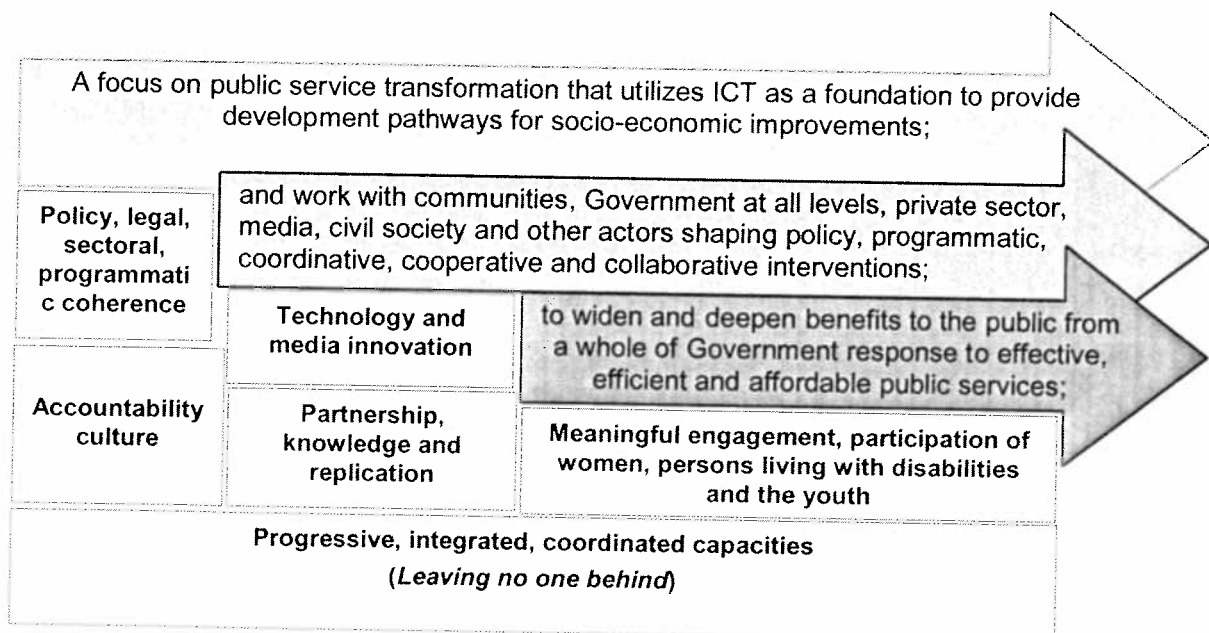 A focus on public service transformation that utilizes ICT as a foundation to provide
development pathways for socio-economic improvements;
and work with communities, Government at all levels, private sector,
media, civil society and other actors shaping policy, programmatic,
coordinative, cooperative and collaborative interventions;
Policy, legal,
sectoral,
programmati
c coherence
Technology and
media innovation
to widen and deepen benefits to the public from
a whole of Government response to effective,
efficient and affordable public services;
Accountability
culture
Partnership,
knowledge and
replication
Meaningful engagement, participation of
women, persons living with disabilities
and the youth
Progressive, integrated, coordinated capacities
(Leaving no one behind)